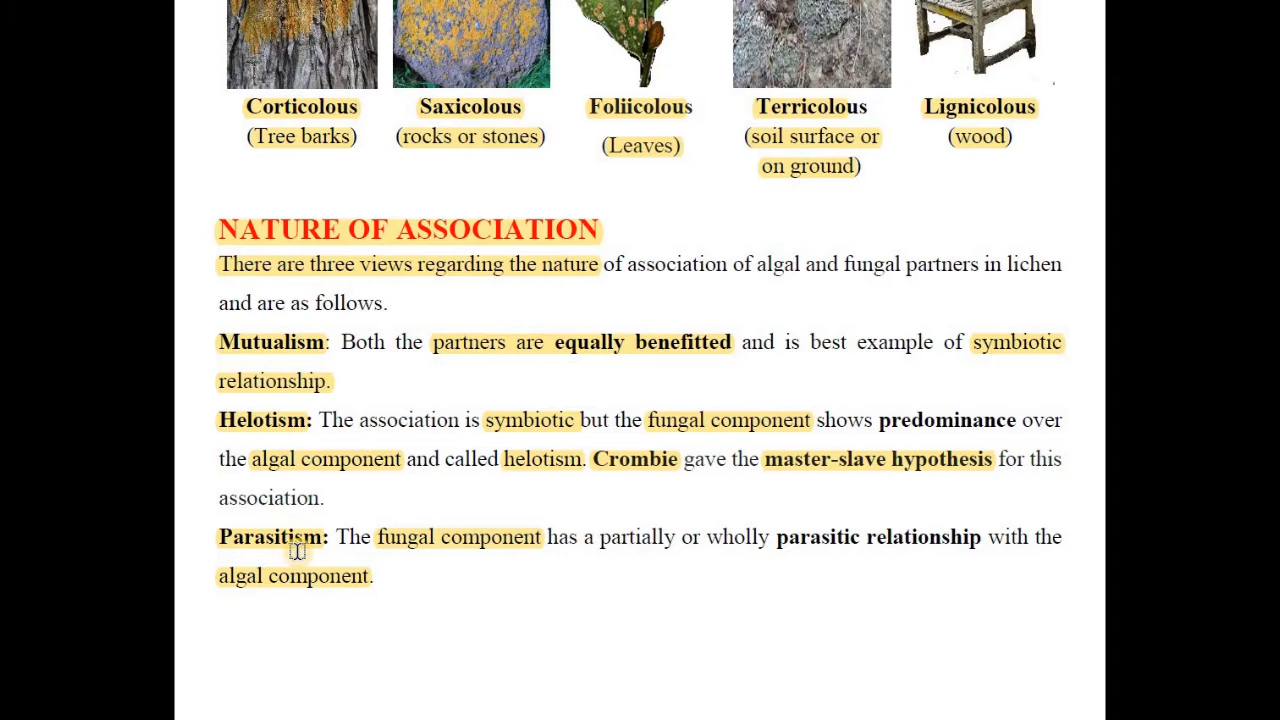 Corticolous Saxicolous Foliicolous Terricolous Lignicolous
(Tree barks) (rocks or stones) (Leaves) (soil surface or (wood)
on ground)
NATURE OF ASSOCIATION
There are three views regarding the nature of association of algal and fungal partners in lichen
and are as follows.
Mutualism: Both the partners are equally benefitted and is best example of symbiotic
relationship.
Helotism: The association is symbiotic but the fungal component shows predominance over
the algal component and called helotism. Crombie gave the master-slave hypothesis for this
association.
Parasitism: The fungal component has a partially or wholly parasitic relationship with the
algal component.